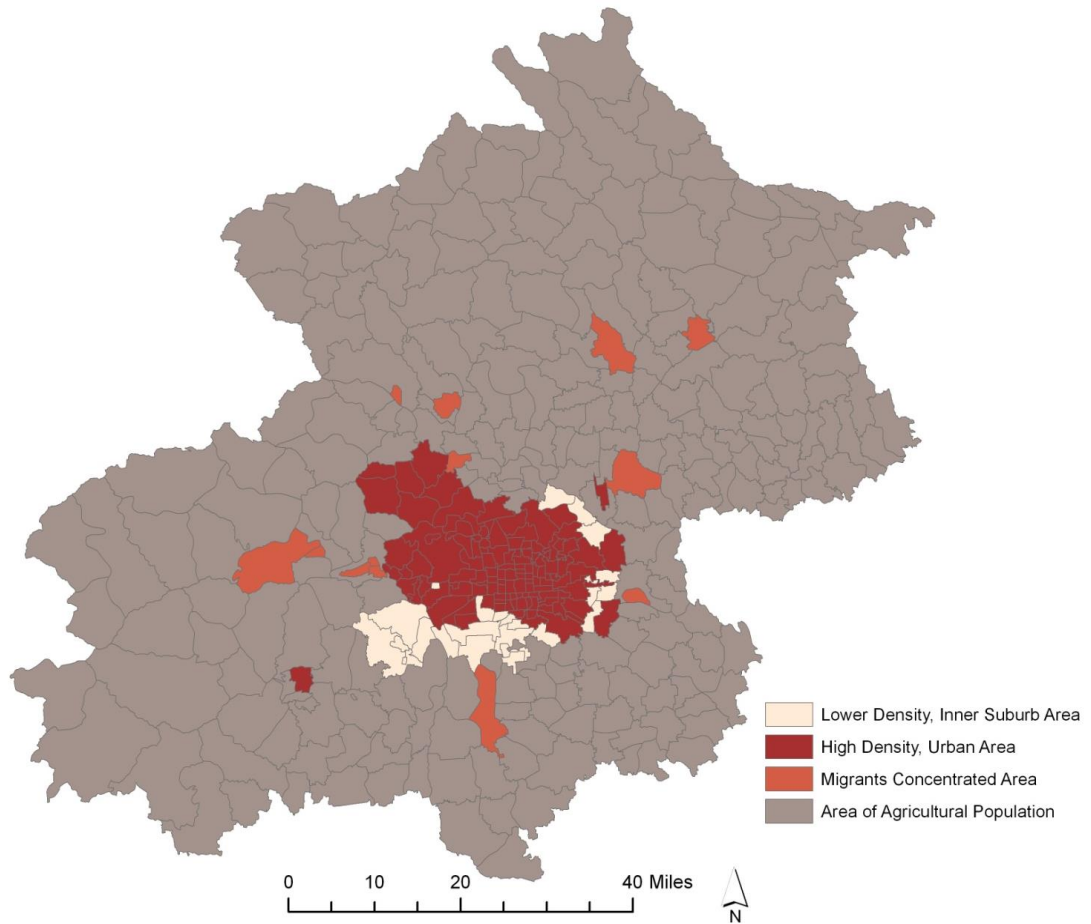 Lower Density, Inner Suburb Area
High Density, Urban Area
Migrants Concentrated Area
Area of Agricultural Population
0 10 20 40 Miles
N